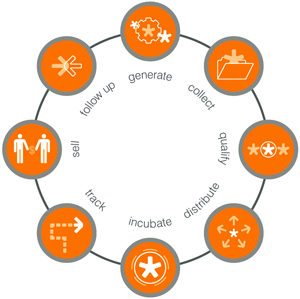 generate
collect
qualify
distribute
incubate
track
sell
follow up